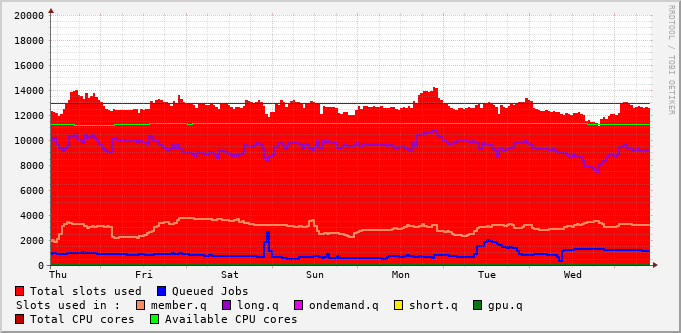 20000
18000
16000
14000
12000
10000
8000
6000
4000
2000
0
Thu Fri Sat Sun Mon Tue Wed
RRDTOOL / TOBI OETIKER
Total slots used Queued Jobs
Slots used in : member.q long.q ondemand.q short.q gpu.q
Total CPU cores Available CPU cores